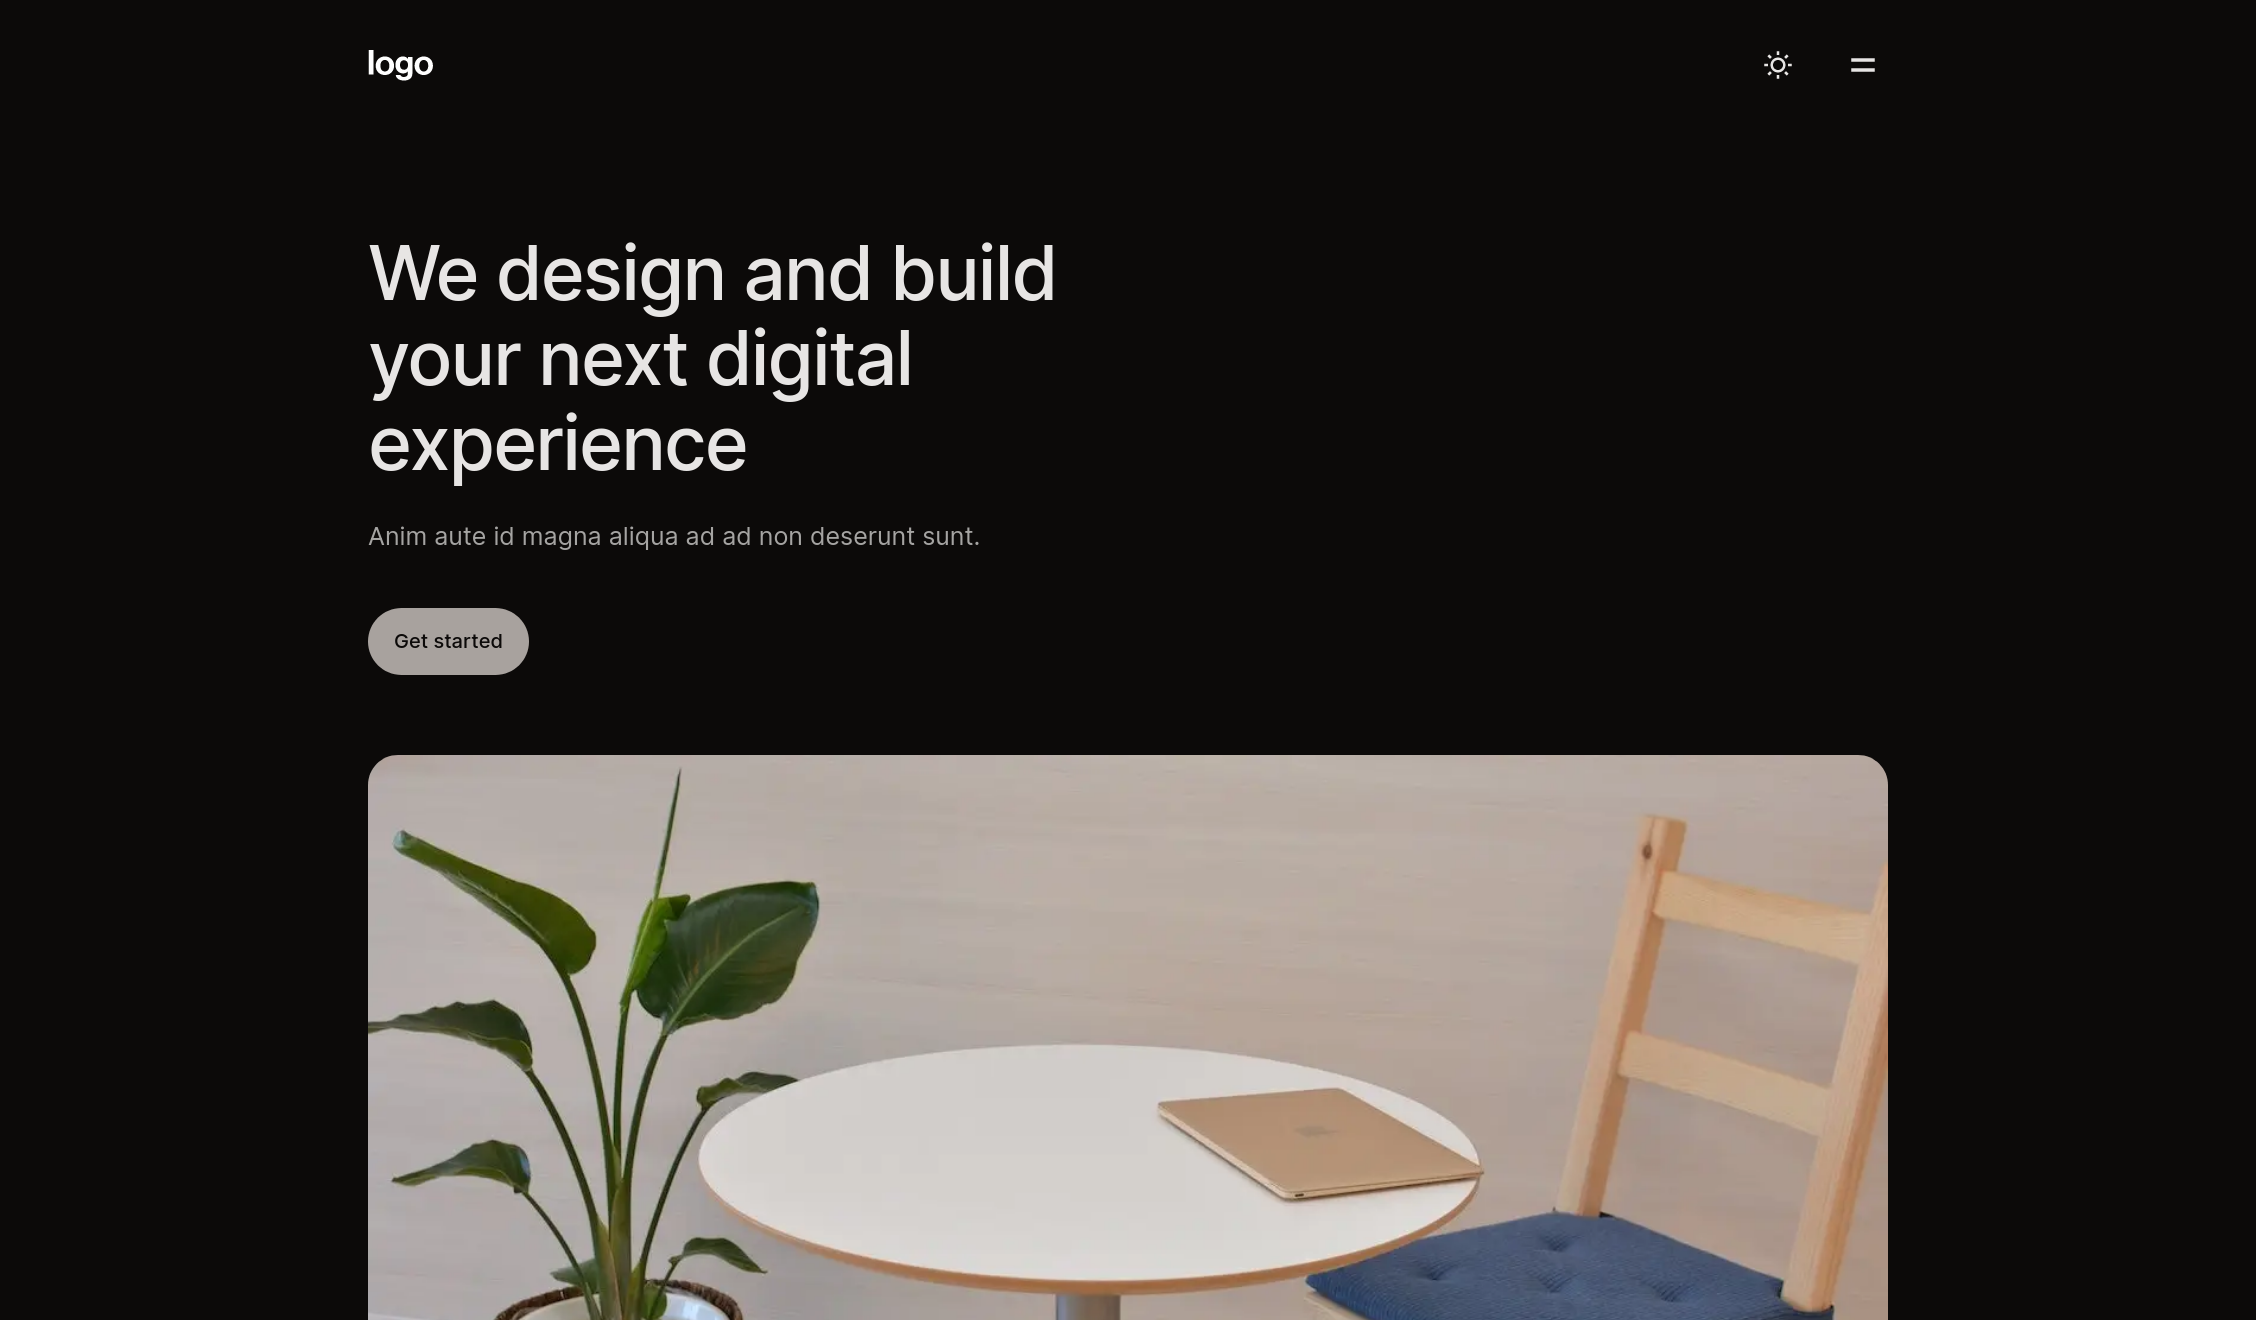 logo
We design and build
your next digital
experience
Anim aute id magna aliqua ad ad non deserunt sunt.
Get started